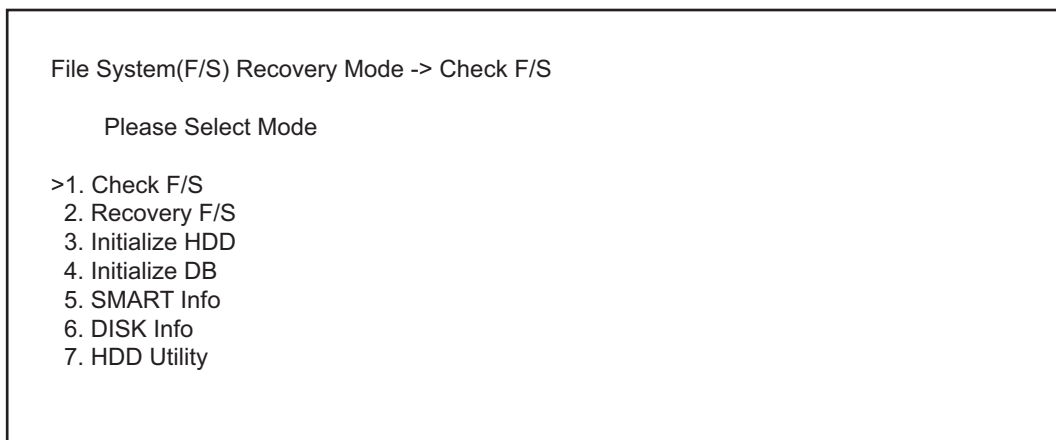 File System(F/S) Recovery Mode -> Check F/S
Please Select Mode
>1. Check F/S
2. Recovery F/S
3. Initialize HDD
4. Initialize DB
5. SMART Info
6. DISK Info
7. HDD Utility